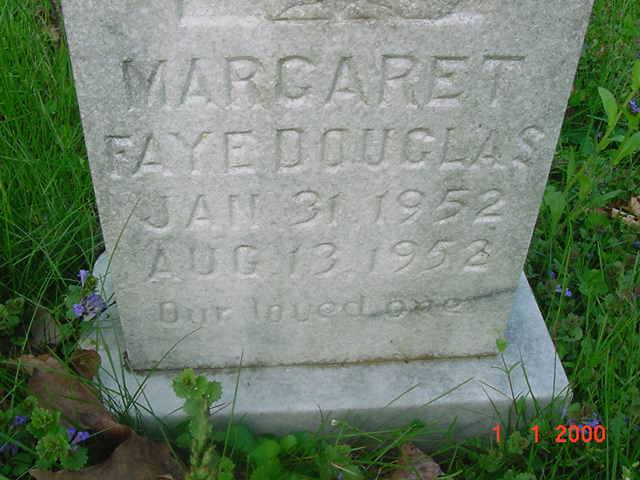 MARGARET
FAYE DOUGLAS
JAN 31 1952
AUG 13 1952
Our loved one
1 1 2000